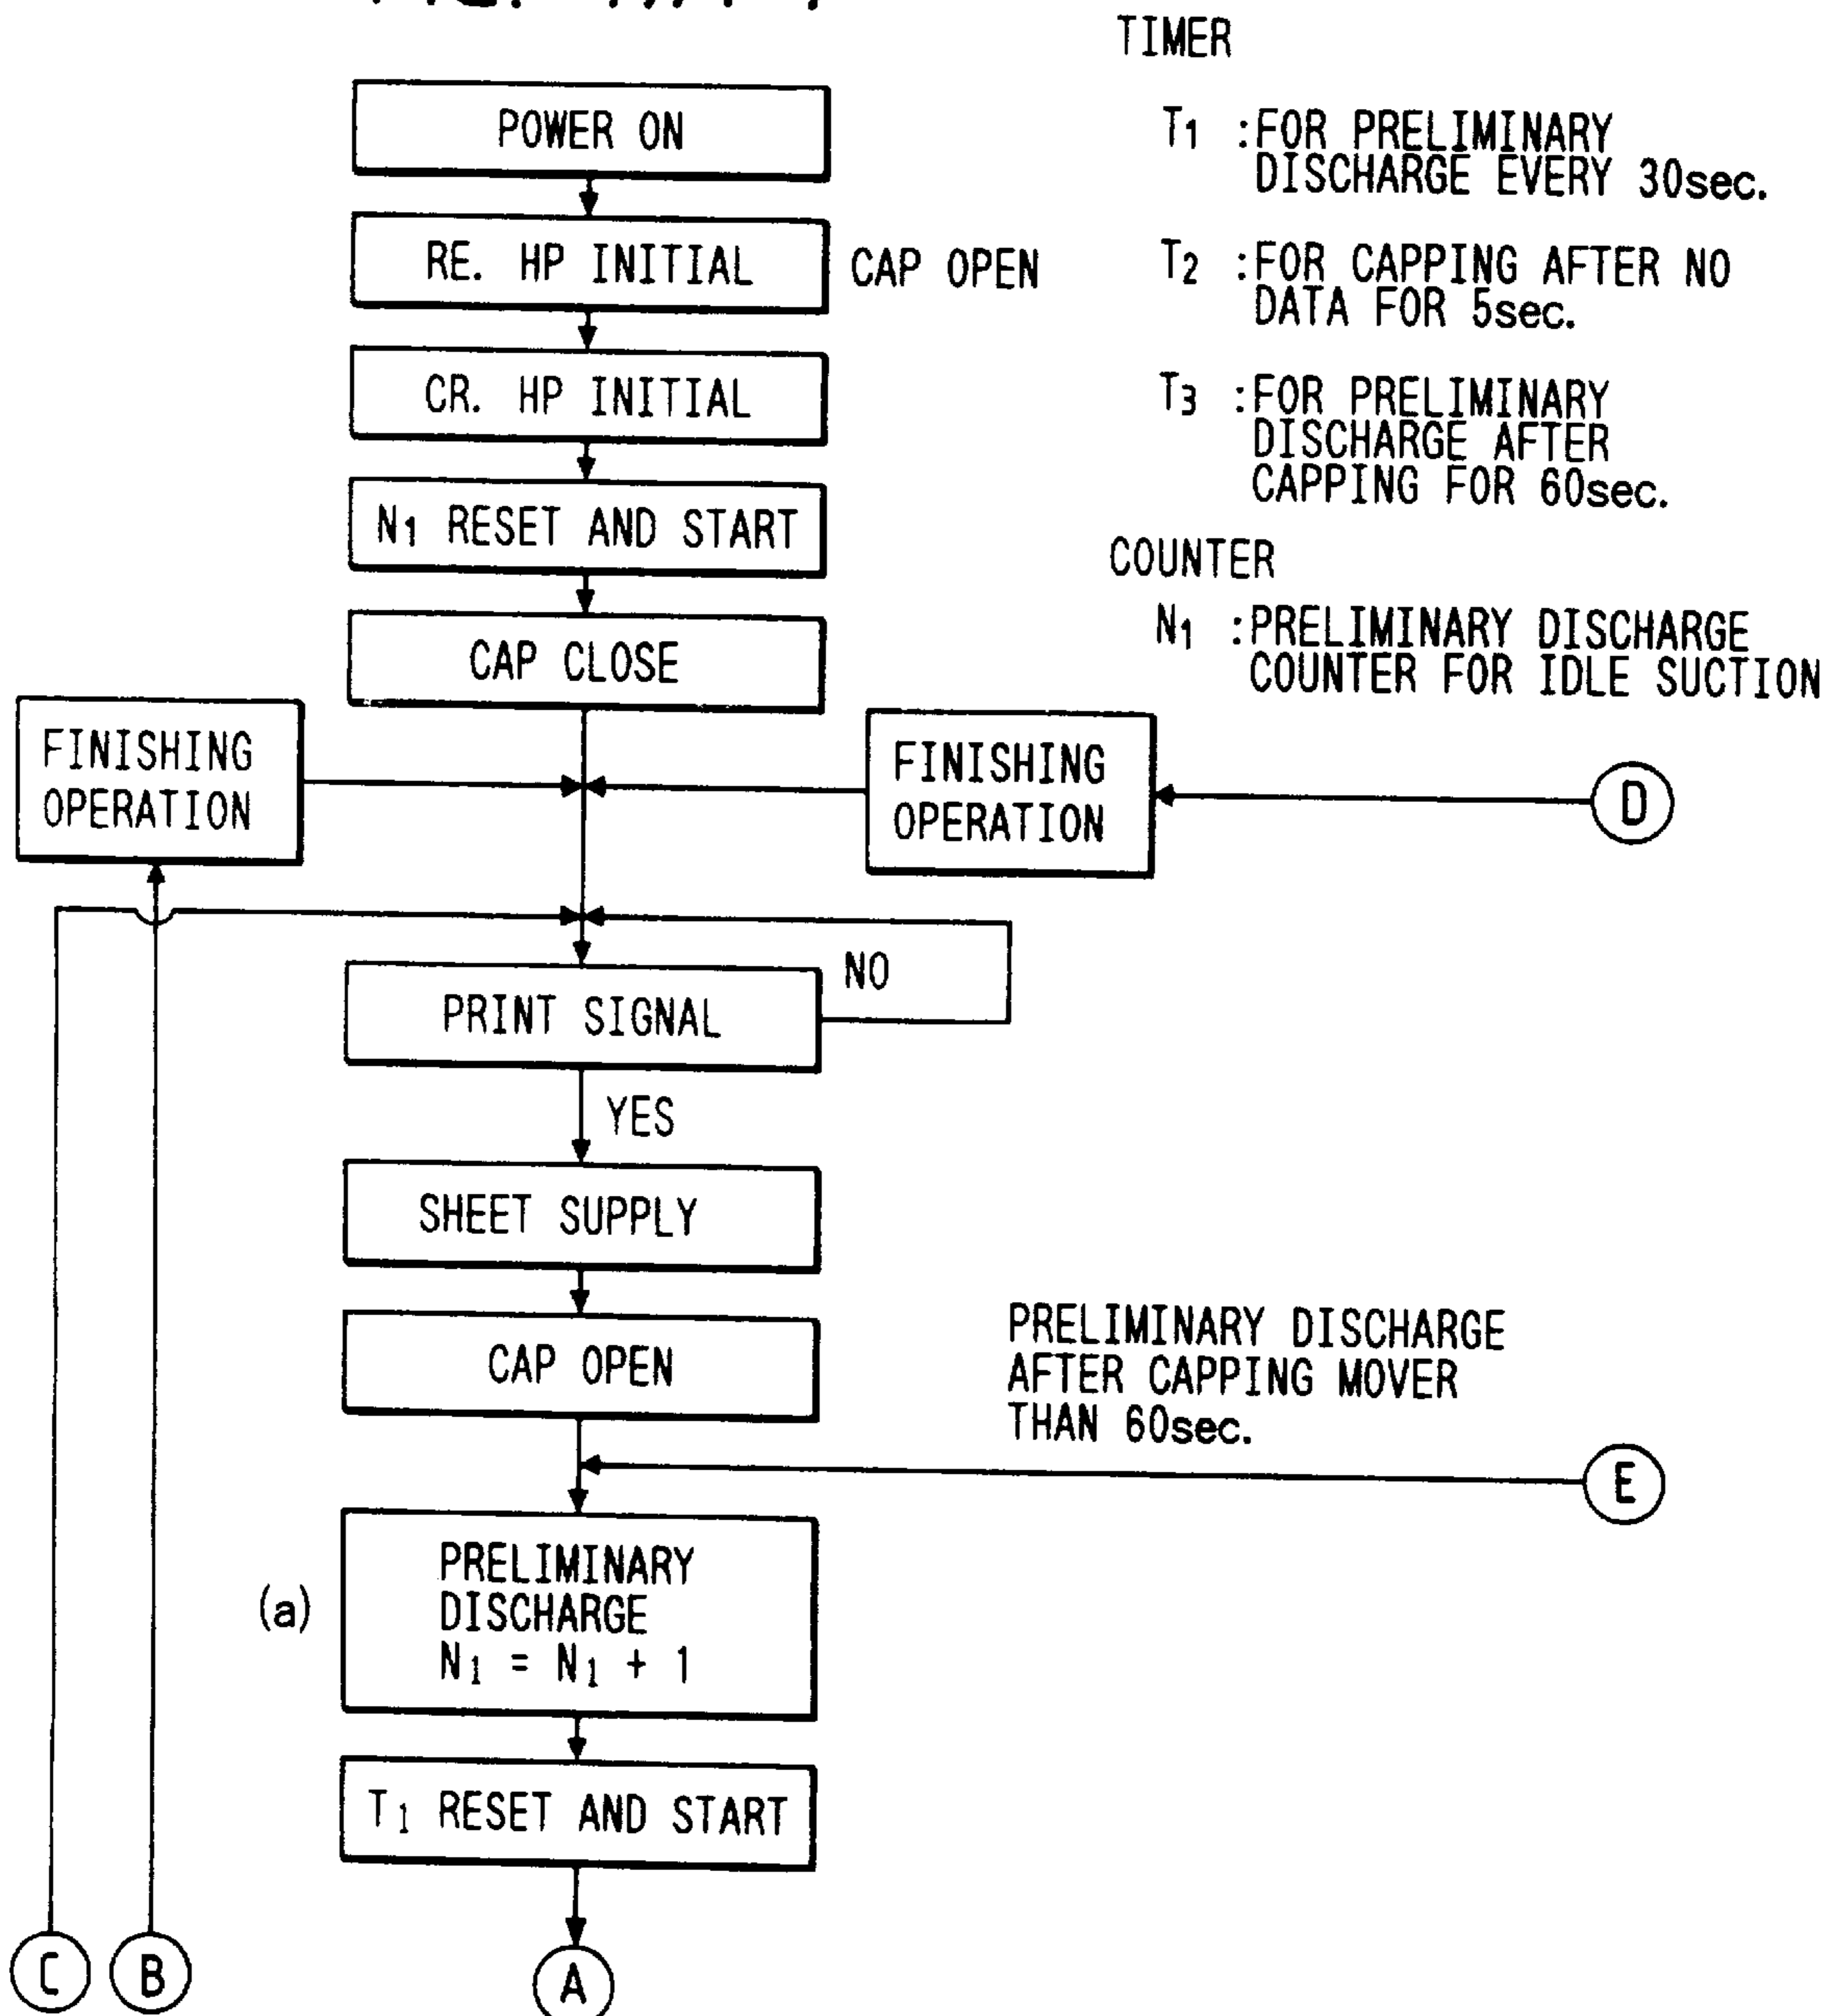 TIMER
POWER ON
T1 :FOR PRELIMINARY
DISCHARGE EVERY 30sec.
RE. HP INITIAL
CAP OPEN
T2 :FOR CAPPING AFTER NO
DATA FOR 5sec.
CR. HP INITIAL
T3 :FOR PRELIMINARY
DISCHARGE AFTER
CAPPING FOR 60sec.
N1 RESET AND START
COUNTER
N1 :PRELIMINARY DISCHARGE
COUNTER FOR IDLE SUCTION
CAP CLOSE
FINISHING
OPERATION
FINISHING
OPERATION
D
NO
PRINT SIGNAL
YES
SHEET SUPPLY
CAP OPEN
PRELIMINARY DISCHARGE
AFTER CAPPING MOVER
THAN 60sec.
E
(a)
PRELIMINARY
DISCHARGE
N1 = N1 + 1
T1 RESET AND START
C
B
A